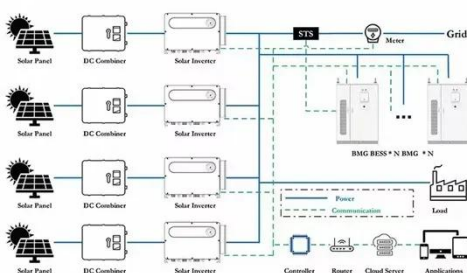 STS
Meter
Grid
Solar Panel
DC Combiner
Solar Inverter
Solar Panel
DC Combiner
Solar Inverter
BMG BESS * N BMG * N
Solar Panel
DC Combiner
Solar Inverter
Power
Communication
Load
Solar Panel
DC Combiner
Solar Inverter
Controller
Router
Cloud Server
Applications